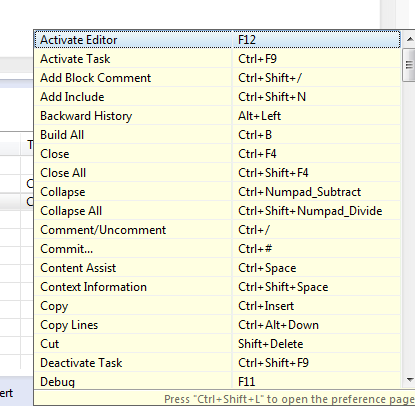 Activate Editor F12
Activate Task Ctrl+F9
Add Block Comment Ctrl+Shift+/
Add Include Ctrl+Shift+N
Backward History Alt+Left
Build All Ctrl+B
Close Ctrl+F4
Close All Ctrl+Shift+F4
Collapse Ctrl+Numpad_Subtract
Collapse All Ctrl+Shift+Numpad_Divide
Comment/Uncomment Ctrl+/
Commit... Ctrl+#
Content Assist Ctrl+Space
Context Information Ctrl+Shift+Space
Copy Ctrl+Insert
Copy Lines Ctrl+Alt+Down
Cut Shift+Delete
Deactivate Task Ctrl+Shift+F9
Debug F11
Press "Ctrl+Shift+L" to open the preference page